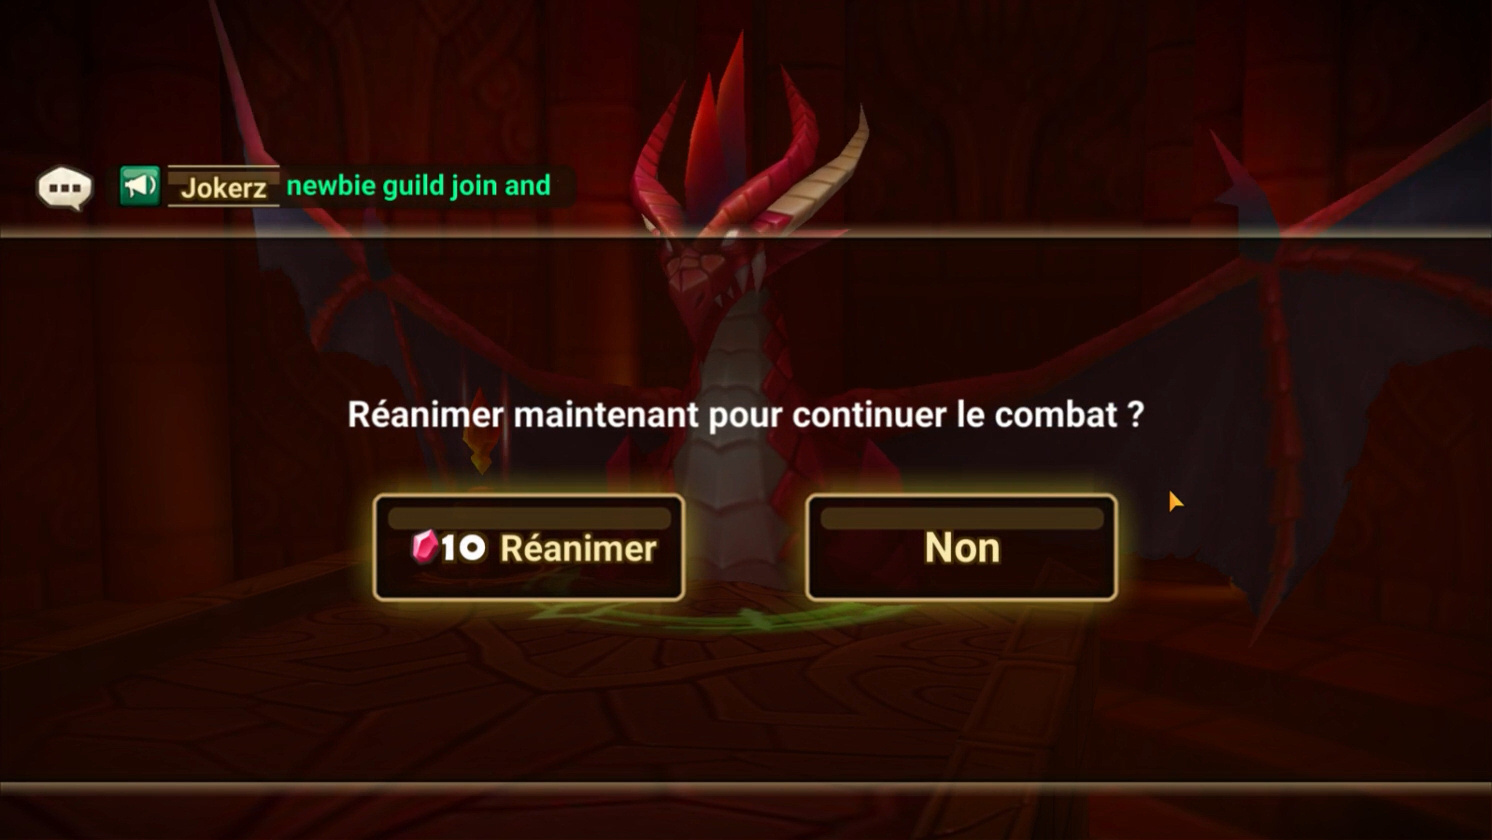 Jokerz newbie guild join and
Réanimer maintenant pour continuer le combat ?
10 Réanimer
Non